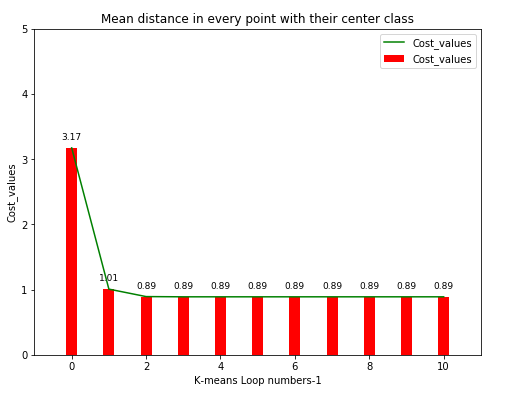 Mean distance in every point with their center class
Cost_values
Cost_values
5
4
3
2
1
0
Cost_values
3.17
1.01
0.89 0.89 0.89 0.89 0.89 0.89 0.89 0.89 0.89
0 2 4 6 8 10
K-means Loop numbers-1